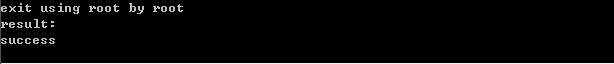 exit using root by root
result:
success